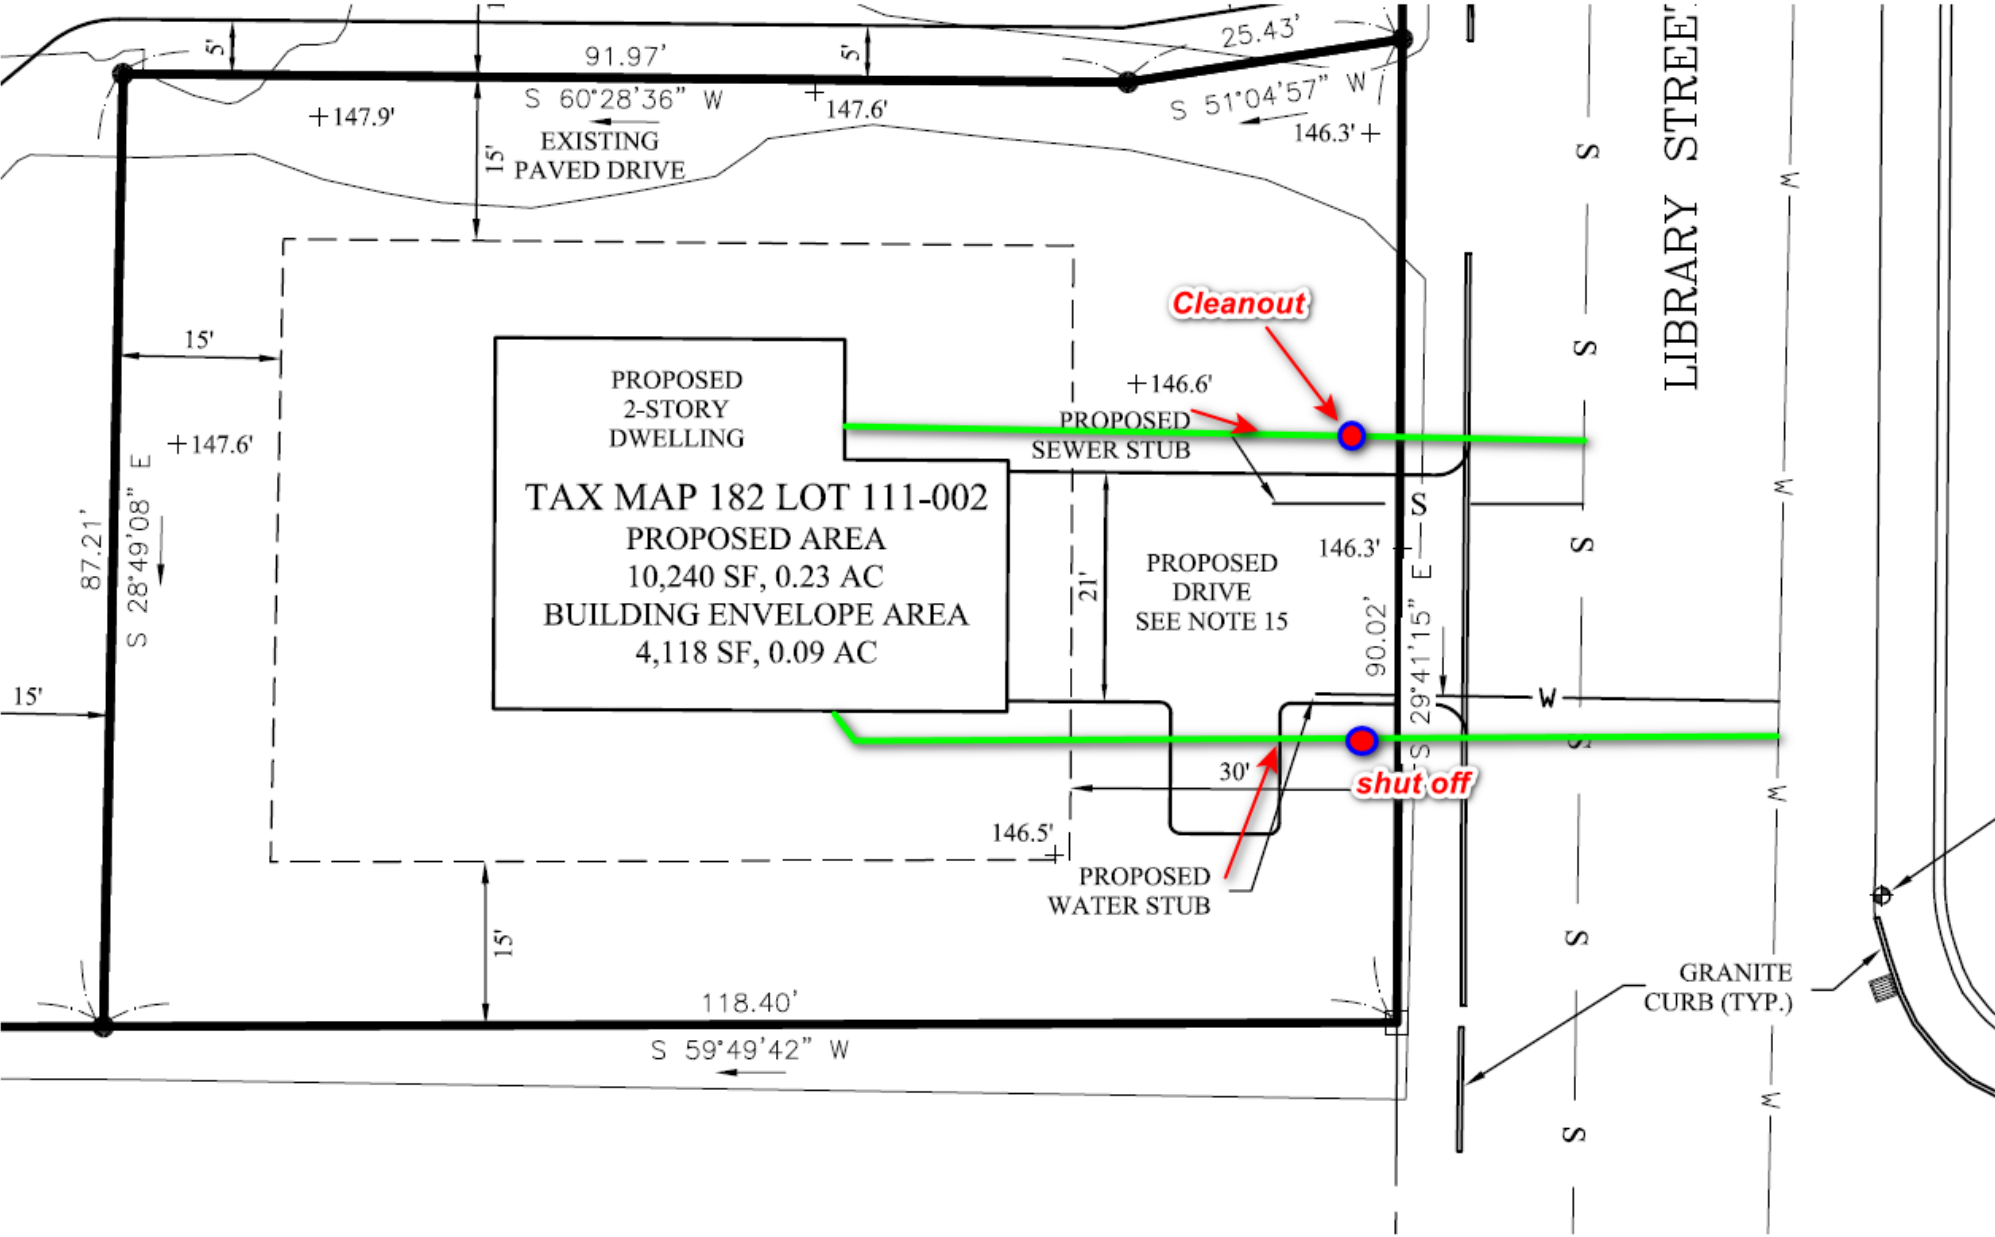 5'
91.97'
5'
25.43'
S 60°28'36" W
S 51°04'57" W
147.9'
147.6'
146.3'
EXISTING
PAVED DRIVE
15'
LIBRARY STREET
S
W
15'
Cleanout
PROPOSED
2-STORY
DWELLING
146.6'
S
PROPOSED
SEWER STUB
147.6'
TAX MAP 182 LOT 111-002
PROPOSED AREA
10,240 SF, 0.23 AC
BUILDING ENVELOPE AREA
4,118 SF, 0.09 AC
87.21'
S 28°49'08" E
21'
PROPOSED
DRIVE
SEE NOTE 15
S
146.3'
S
W
90.02'
S 29°41'15" E
15'
W
S
30'
shut off
W
146.5'
PROPOSED
WATER STUB
15'
S
GRANITE
CURB (TYP.)
118.40'
S 59°49'42" W
W
S